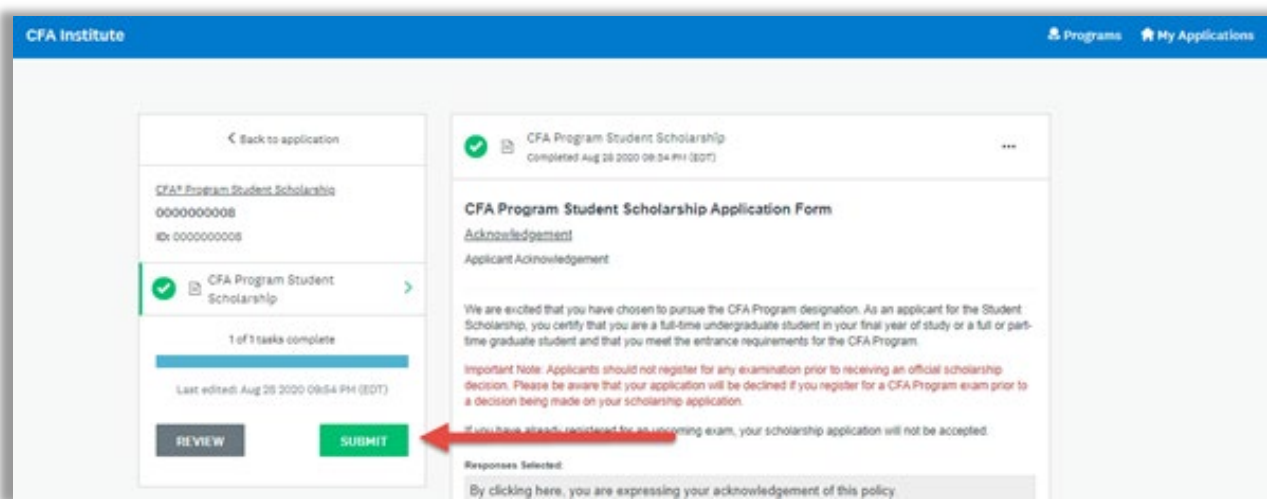 CFA Institute
Programs
My Applications
Back to application
CFA® Program Student Scholarship
0000000008
ID: 0000000008
CFA Program Student
Scholarship
1 of 1 tasks complete
Last edited: Aug 28 2020 09:54 PM (EDT)
REVIEW
SUBMIT
CFA Program Student Scholarship
Completed Aug 28 2020 09:54 PM (EDT)
...
CFA Program Student Scholarship Application Form
Acknowledgement
Applicant Acknowledgement
We are excited that you have chosen to pursue the CFA Program designation. As an applicant for the Student
Scholarship, you certify that you are a full-time undergraduate student in your final year of study or a full or part-
time graduate student and that you meet the entrance requirements for the CFA Program.
Important Note: Applicants should not register for any examination prior to receiving an official scholarship
decision. Please be aware that your application will be declined if you register for a CFA Program exam prior to
a decision being made on your scholarship application.
If you have already registered for an upcoming exam, your scholarship application will not be accepted.
Responses Selected:
By clicking here, you are expressing your acknowledgement of this policy.